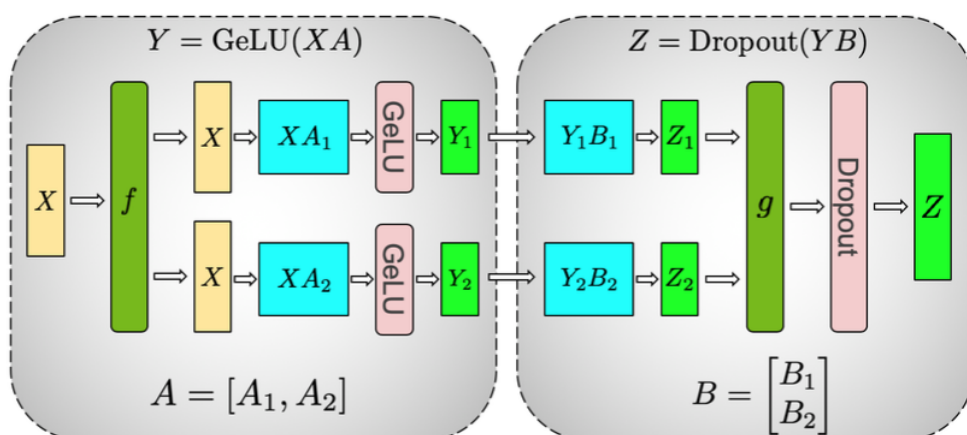 Y = GeLU(XA)
X
f
X
XA₁
GeLU
Y₁
X
XA₂
GeLU
Y₂
A = [A₁, A₂]
Z = Dropout(YB)
Y₁B₁
Z₁
Y₂B₂
Z₂
g
Dropout
Z
B = [B₁
B₂]